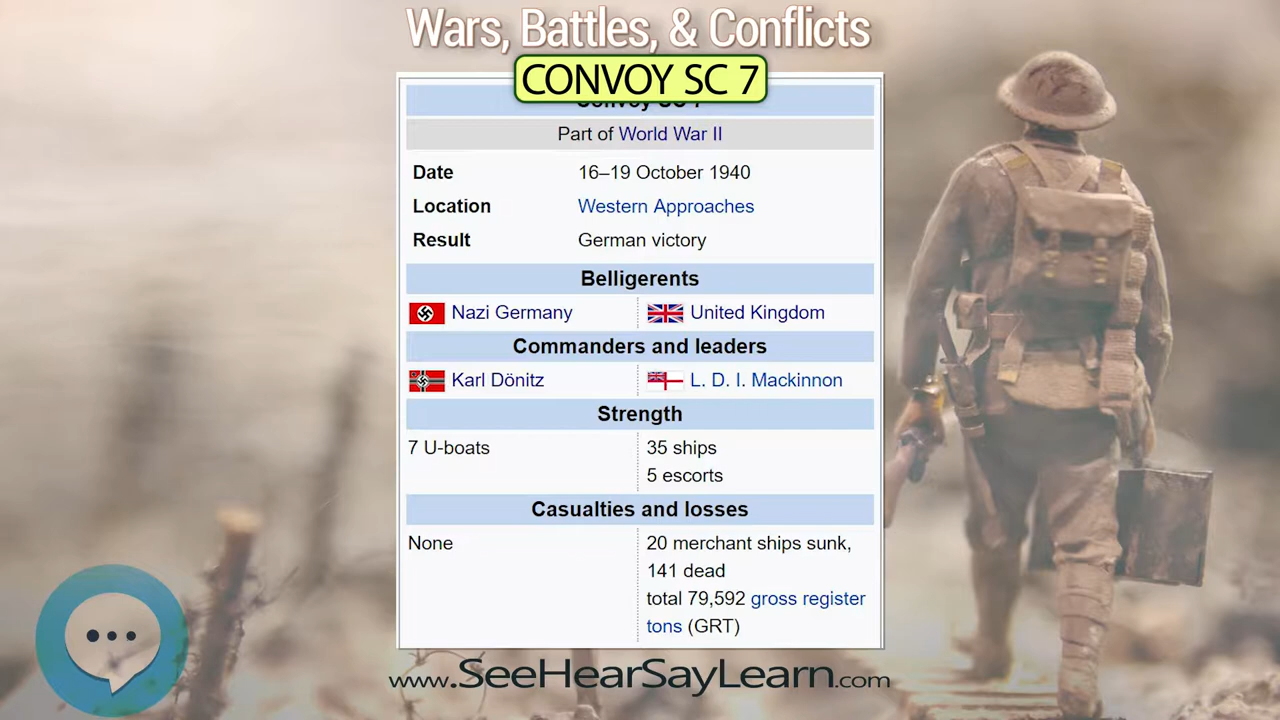 Wars, Battles, & Conflicts
CONVOY SC 7
Part of World War II
Date 16–19 October 1940
Location Western Approaches
Result German victory
Belligerents
Nazi Germany United Kingdom
Commanders and leaders
Karl Dönitz L. D. I. Mackinnon
Strength
7 U-boats 35 ships
5 escorts
Casualties and losses
None 20 merchant ships sunk,
141 dead
total 79,592 gross register
tons (GRT)
www.SeeHearSayLearn.com